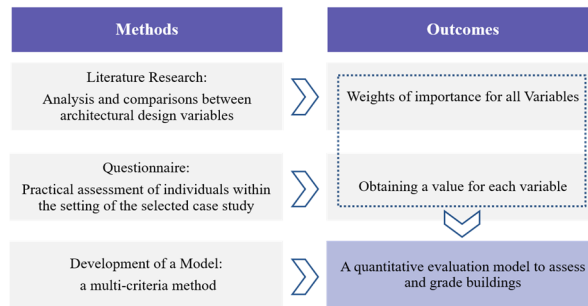 Methods
Outcomes
Literature Research:
Analysis and comparisons between
architectural design variables
Weights of importance for all Variables
Questionnaire:
Practical assessment of individuals within
the setting of the selected case study
Obtaining a value for each variable
Development of a Model:
a multi-criteria method
A quantitative evaluation model to assess
and grade buildings